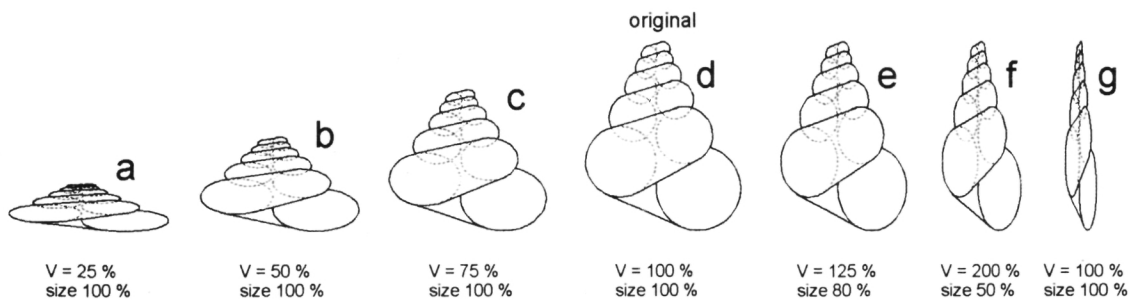 original
a
b
c
d
e
f
g
V = 25 %
size 100 %
V = 50 %
size 100 %
V = 75 %
size 100 %
V = 100 %
size 100 %
V = 125 %
size 80 %
V = 200 %
size 50 %
V = 100 %
size 100 %